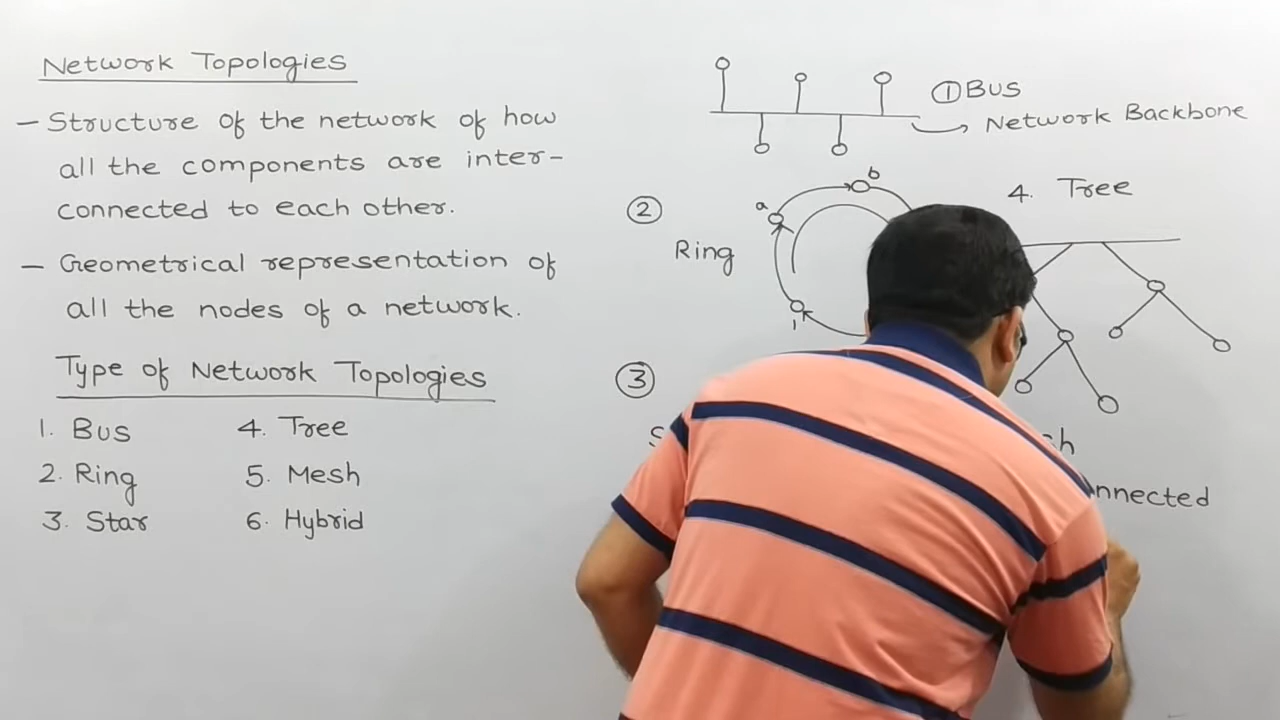 Network Topologies
- Structure of the network of how
all the components are inter-
connected to each other.
- Geometrical representation of
all the nodes of a network.
Type of Network Topologies
1. Bus
4. Tree
2. Ring
5. Mesh
3. Star
6. Hybrid
① Bus
Network Backbone
②
Ring
a
b
4. Tree
③